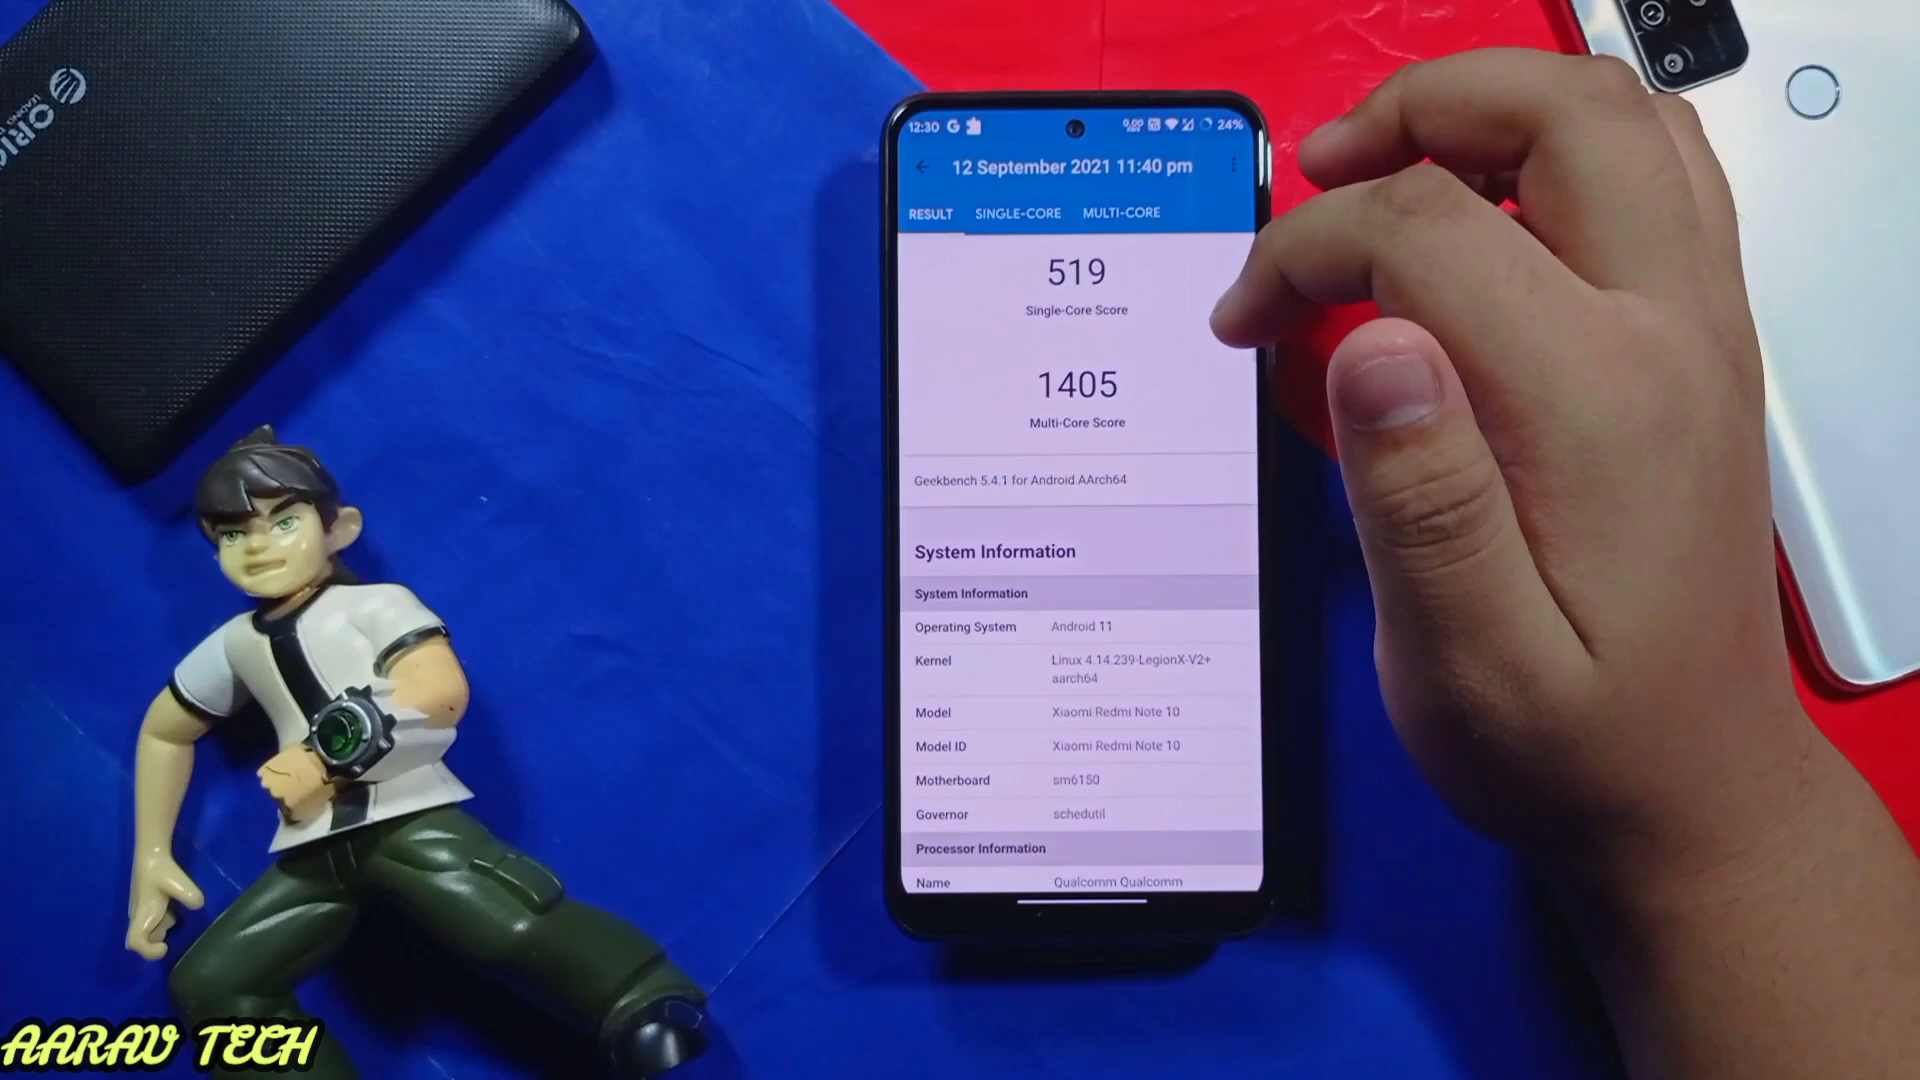 ORICO
12:30 G 0.00 24%
12 September 2021 11:40 pm
RESULT SINGLE-CORE MULTI-CORE
519
Single-Core Score
1405
Multi-Core Score
Geekbench 5.4.1 for Android AArch64
System Information
System Information
Operating System Android 11
Kernel Linux 4.14.239-LegionX-V2+
aarch64
Model Xiaomi Redmi Note 10
Model ID Xiaomi Redmi Note 10
Motherboard sm6150
Governor schedutil
Processor Information
Name Qualcomm Qualcomm
AARAV TECH